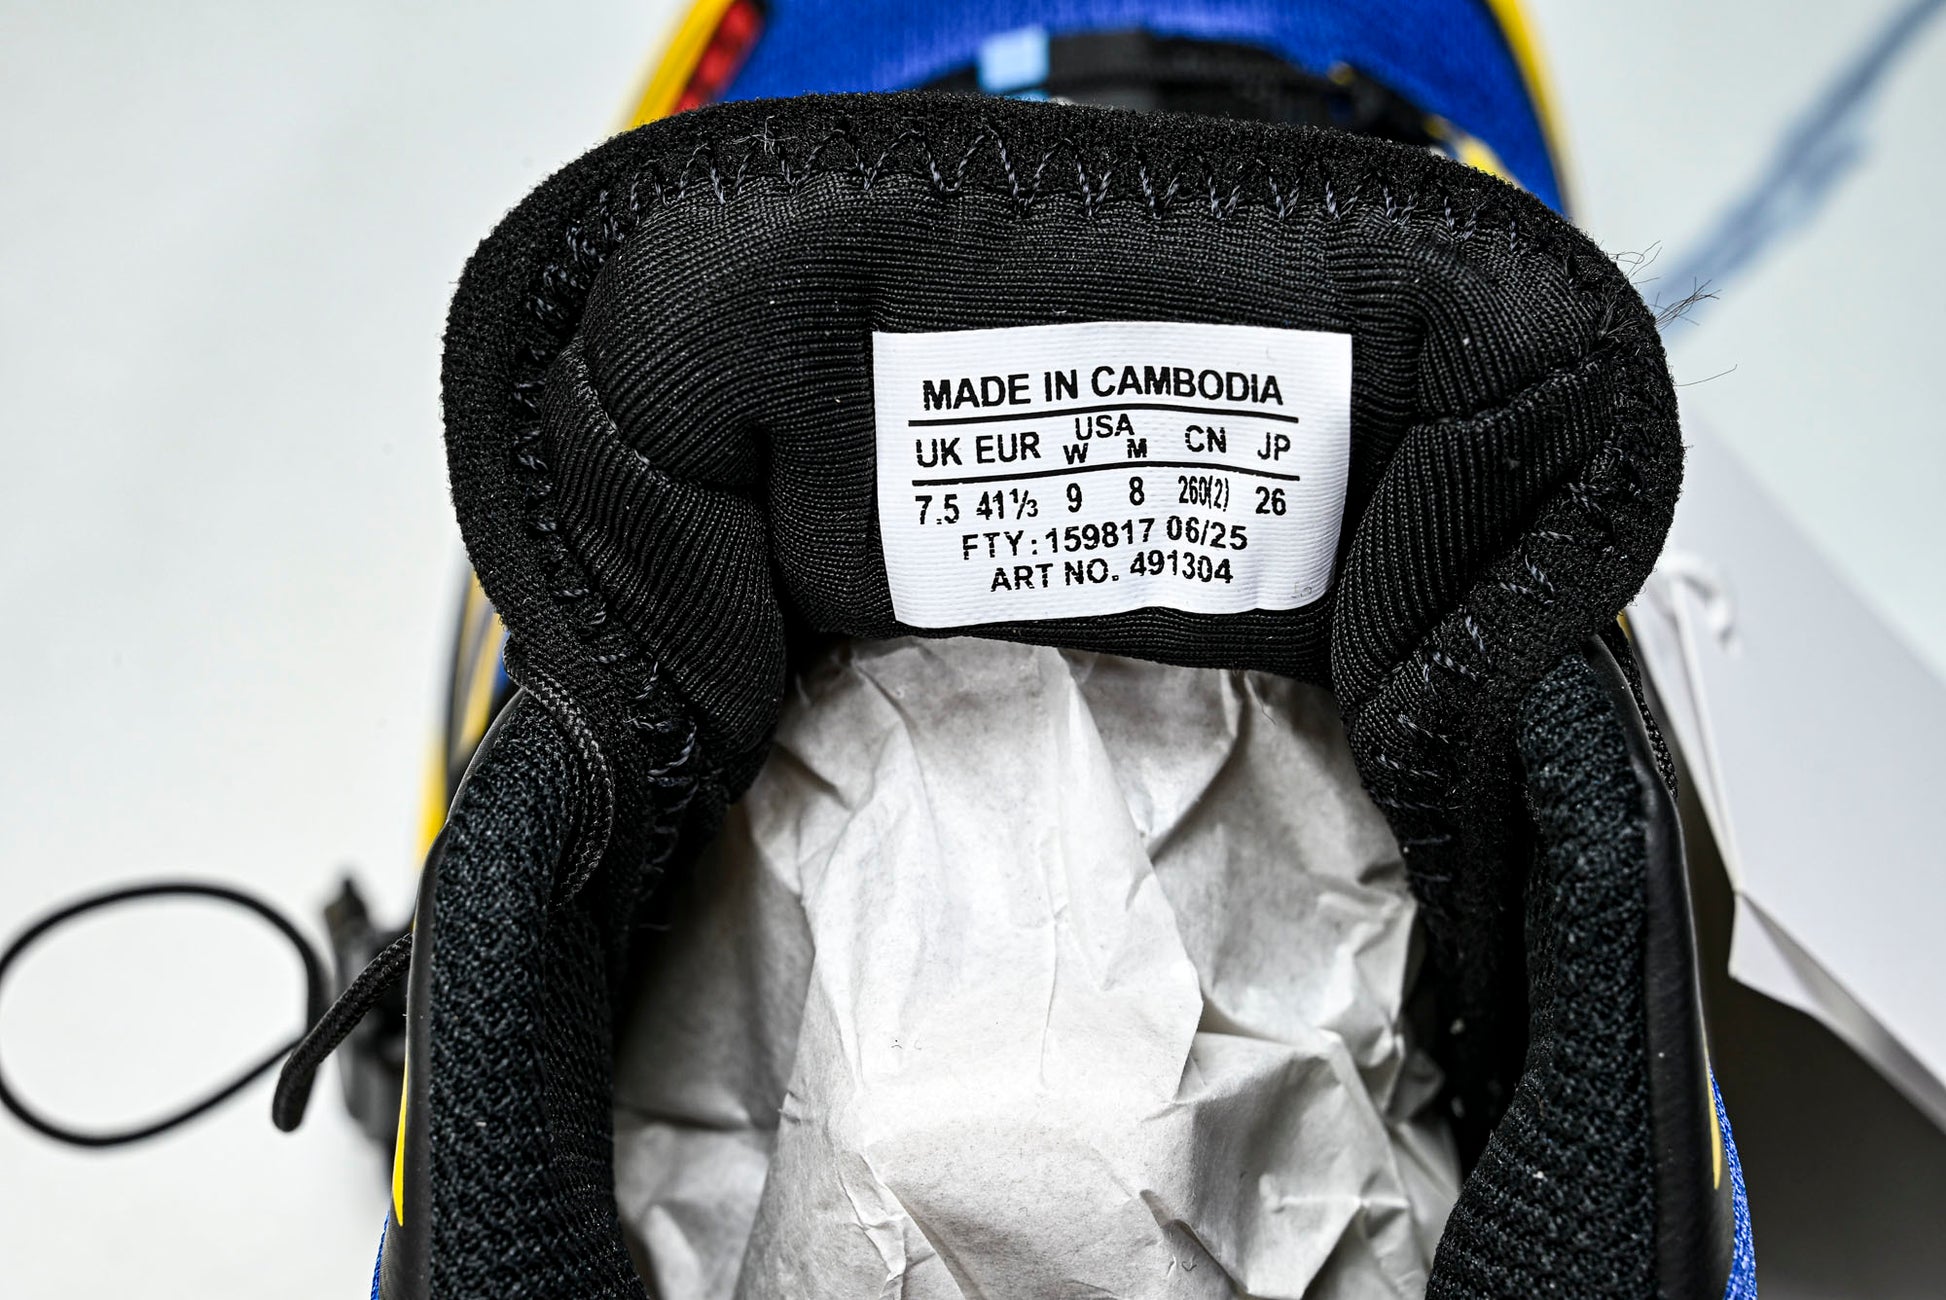 MADE IN CAMBODIA
UK EUR USA CN JP
W M
7.5 41⅓ 9 8 260(2) 26
FTY:159817 06/25
ART NO. 491304